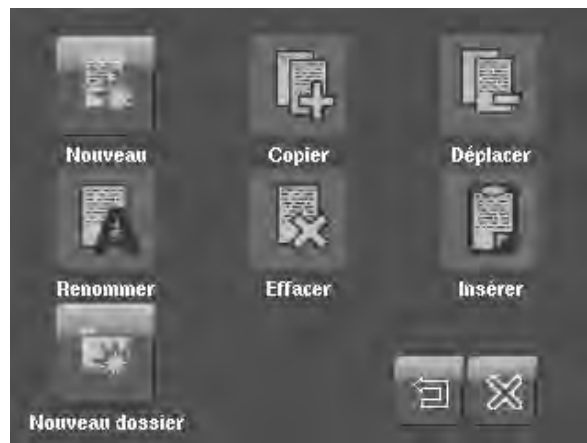 Nouveau
Copier
Déplacer
Renommer
Effacer
Insérer
Nouveau dossier